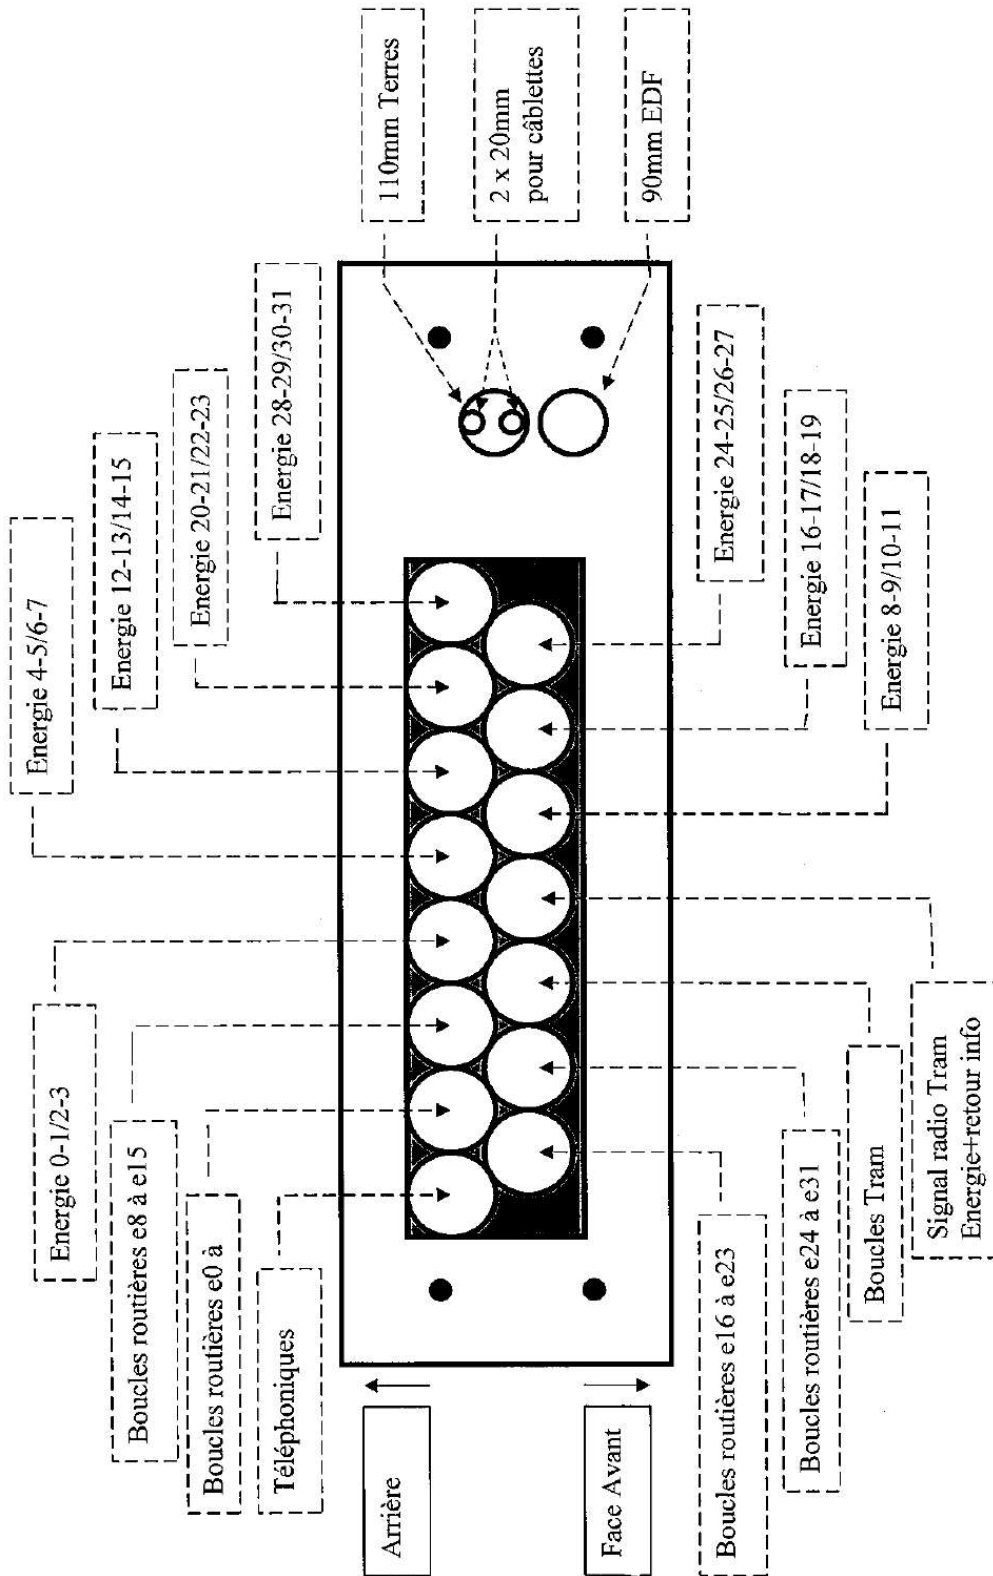 Energie 4-5/6-7
Energie 12-13/14-15
Energie 20-21/22-23
Energie 28-29/30-31
110mm Terres
2 x 20mm
pour câblettes
90mm EDF
Energie 0-1/2-3
Boucles routières e8 à e15
Boucles routières e0 à
Téléphoniques
Arrière
Face Avant
Boucles routières e16 à e23
Boucles routières e24 à e31
Boucles Tram
Signal radio Tram
Energie+retour info
Energie 24-25/26-27
Energie 16-17/18-19
Energie 8-9/10-11